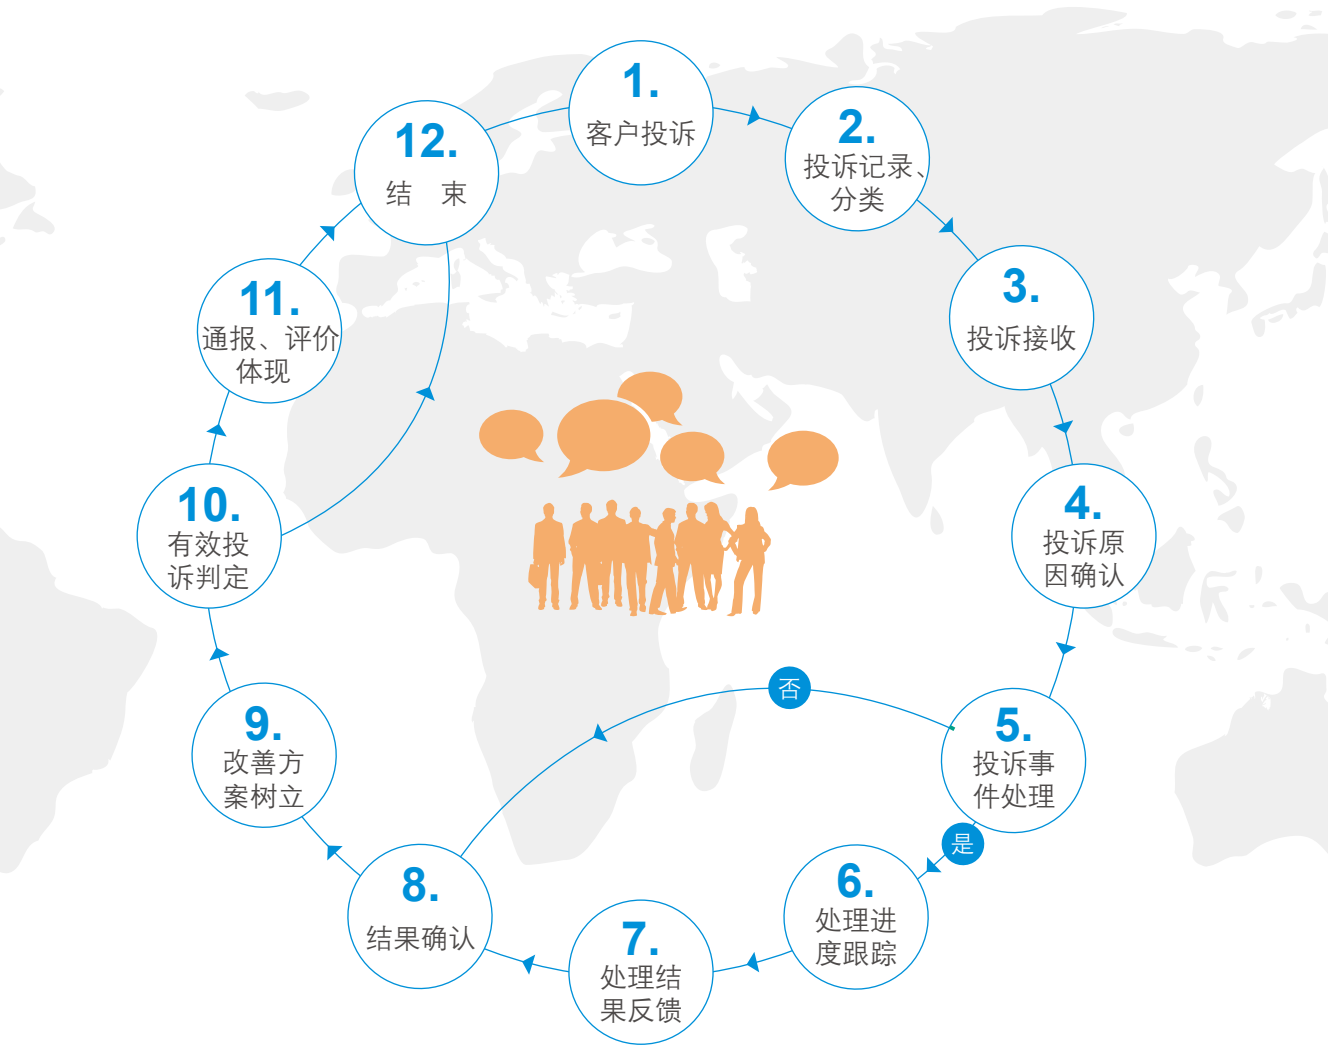 1.
客户投诉
2.
投诉记录、
分类
3.
投诉接收
4.
投诉原
因确认
5.
投诉事
件处理
否
是
6.
处理进
度跟踪
7.
处理结
果反馈
8.
结果确认
9.
改善方
案树立
10.
有效投
诉判定
11.
通报、评价
体现
12.
结 束